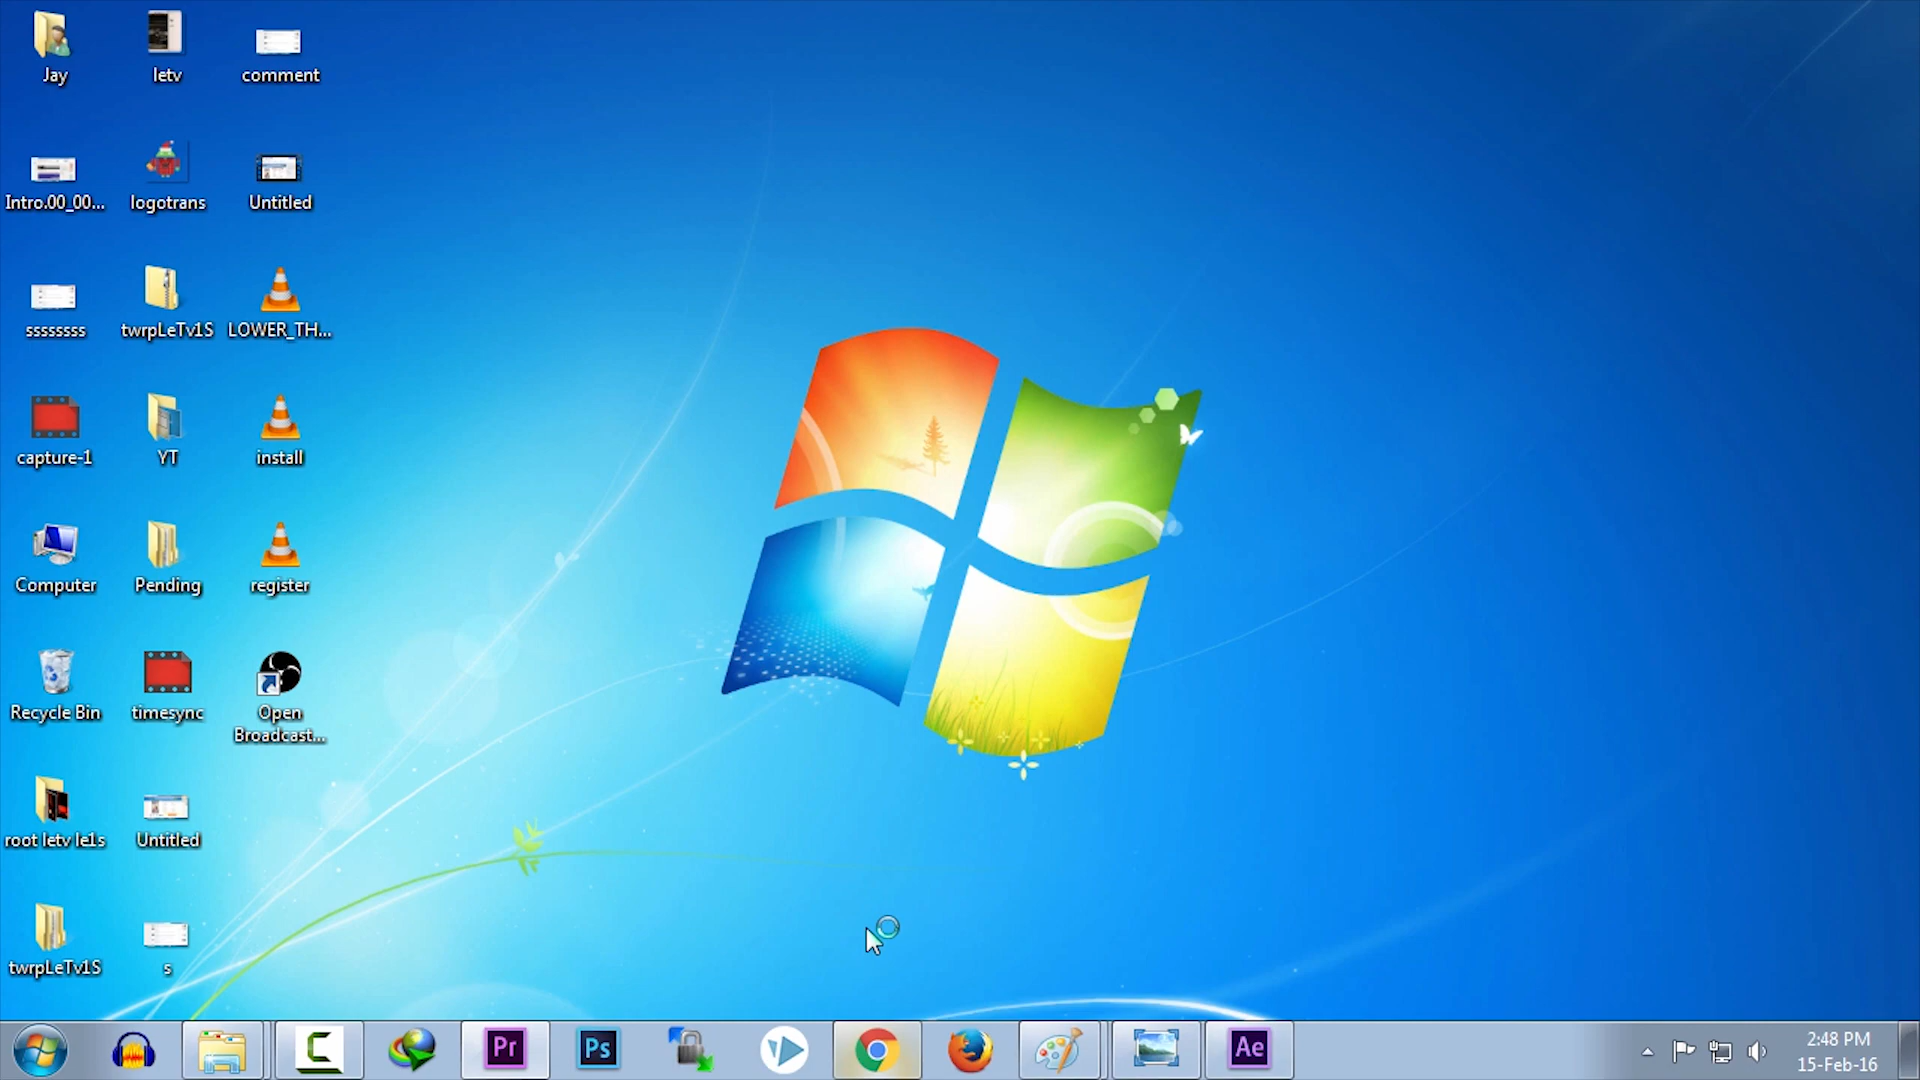 Jay
letv
comment
Intro.00_00...
logotrans
Untitled
ssssssss
twrpLeTv1S
LOWER_TH...
capture-1
YT
install
Computer
Pending
register
Recycle Bin
timesync
Open
Broadcast...
root letv le1s
Untitled
twrpLeTv1S
s
C
Pr
Ps
Ae
2:48 PM
15-Feb-16